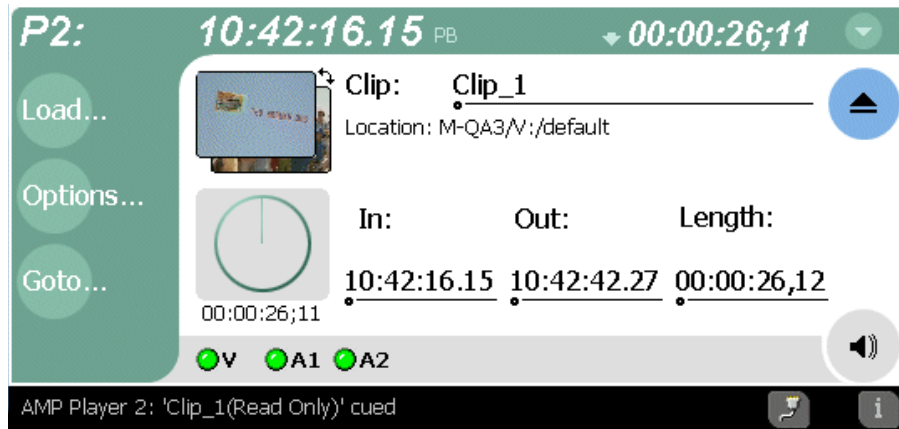 P2: 10:42:16.15 PB 00:00:26;11
Load...
Options...
Goto...
Clip: Clip_1
Location: M-QA3/V:/default
In: Out: Length:
10:42:16.15 10:42:42.27 00:00:26,12
00:00:26;11
V A1 A2
AMP Player 2: 'Clip_1(Read Only)' cued
i